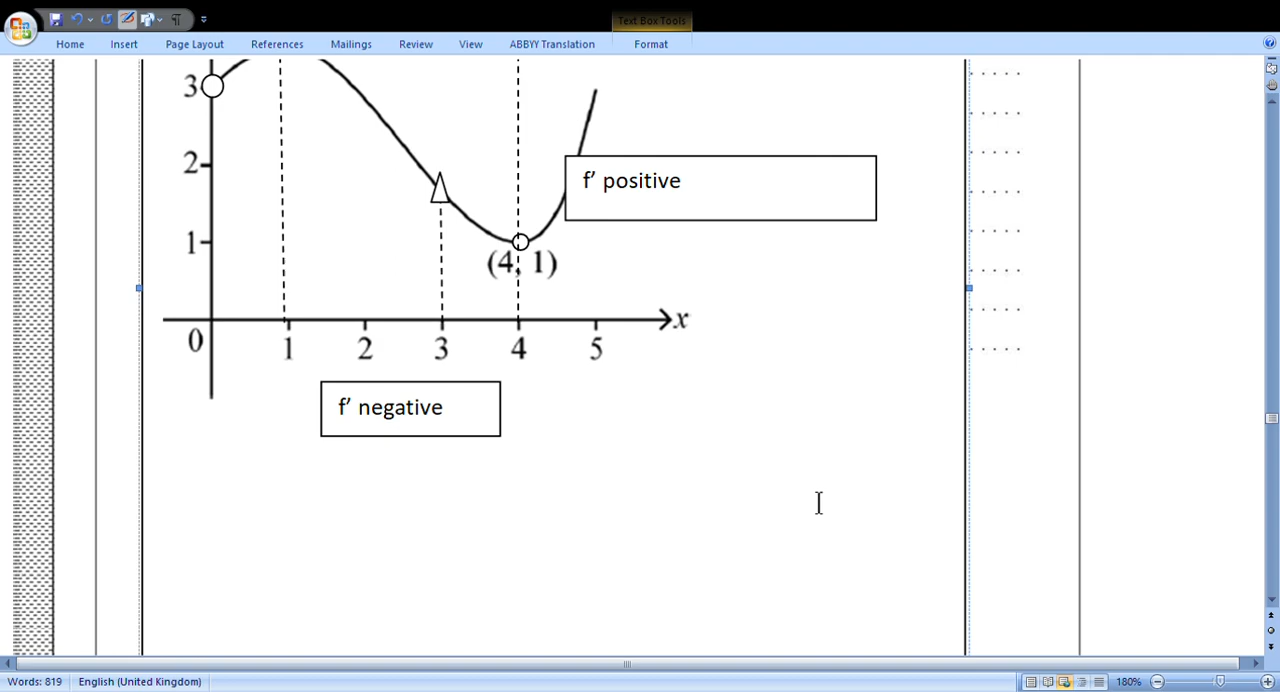 Text Box Tools
Home Insert Page Layout References Mailings Review View ABBYY Translation Format
3
2
f' positive
1
(4, 1)
x
0 1 2 3 4 5
f' negative
Words: 819 English (United Kingdom) 180%